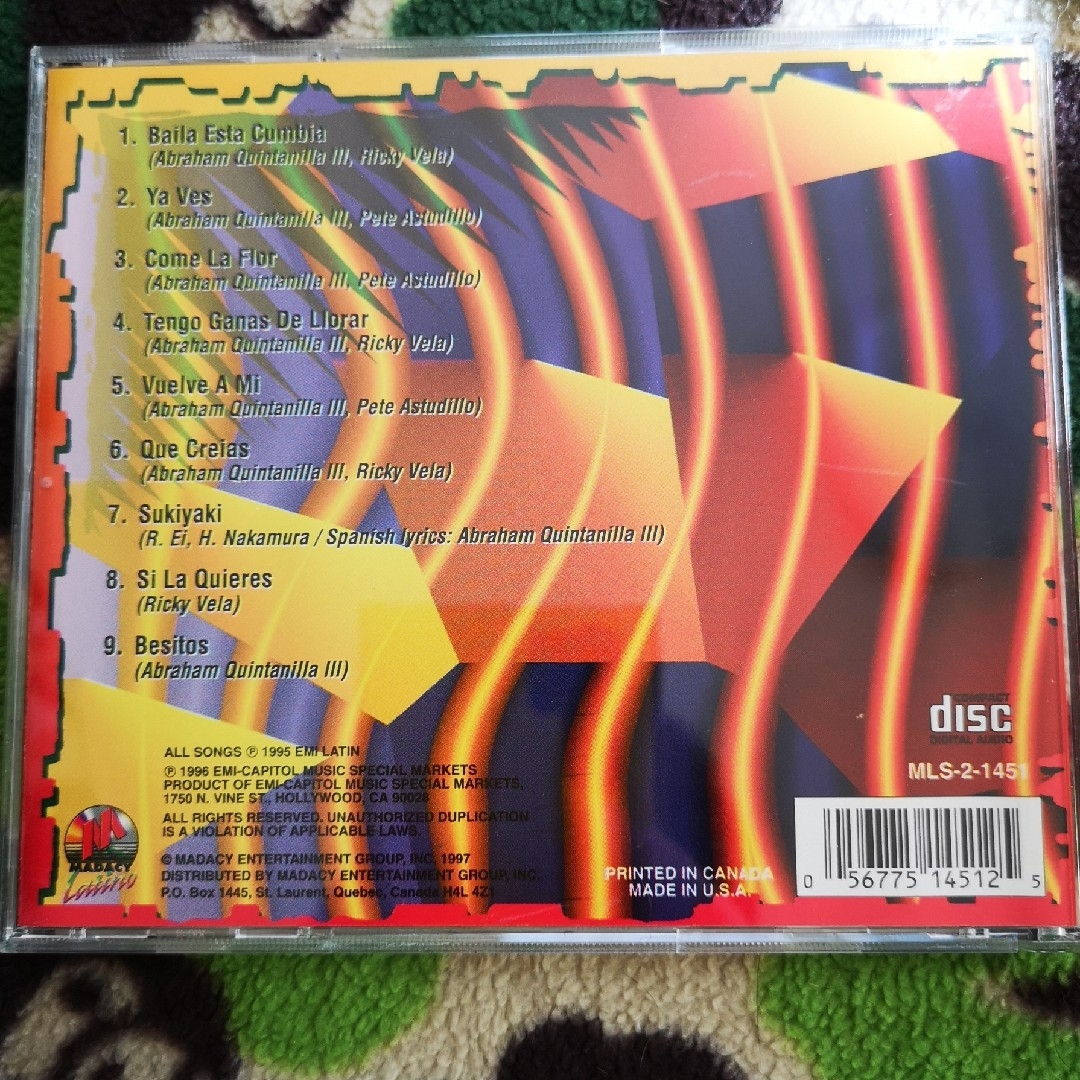 1. Baila Esta Cumbia
(Abraham Quintanilla III, Ricky Vela)
2. Ya Ves
(Abraham Quintanilla III, Pete Astudillo)
3. Come La Flor
(Abraham Quintanilla III, Pete Astudillo)
4. Tengo Ganas De Llorar
(Abraham Quintanilla III, Ricky Vela)
5. Vuelve A Mi
(Abraham Quintanilla III, Pete Astudillo)
6. Que Creias
(Abraham Quintanilla III, Ricky Vela)
7. Sukiyaki
(R. Ei, H. Nakamura / Spanish lyrics: Abraham Quintanilla III)
8. Si La Quieres
(Ricky Vela)
9. Besitos
(Abraham Quintanilla III)
ALL SONGS ℗ 1995 EMI LATIN
℗ 1996 EMI-CAPITOL MUSIC SPECIAL MARKETS
PRODUCT OF EMI-CAPITOL MUSIC SPECIAL MARKETS,
1750 N. VINE ST., HOLLYWOOD, CA 90028
ALL RIGHTS RESERVED. UNAUTHORIZED DUPLICATION
IS A VIOLATION OF APPLICABLE LAWS.
© MADACY ENTERTAINMENT GROUP, INC. 1997
DISTRIBUTED BY MADACY ENTERTAINMENT GROUP, INC.
P.O. Box 1445, St. Laurent, Quebec, Canada H4L 4Z1
M
MADACY
Latino
PRINTED IN CANADA
MADE IN U.S.A.
COMPACT
disc
DIGITAL AUDIO
MLS-2-1451
0 56775 14512 5